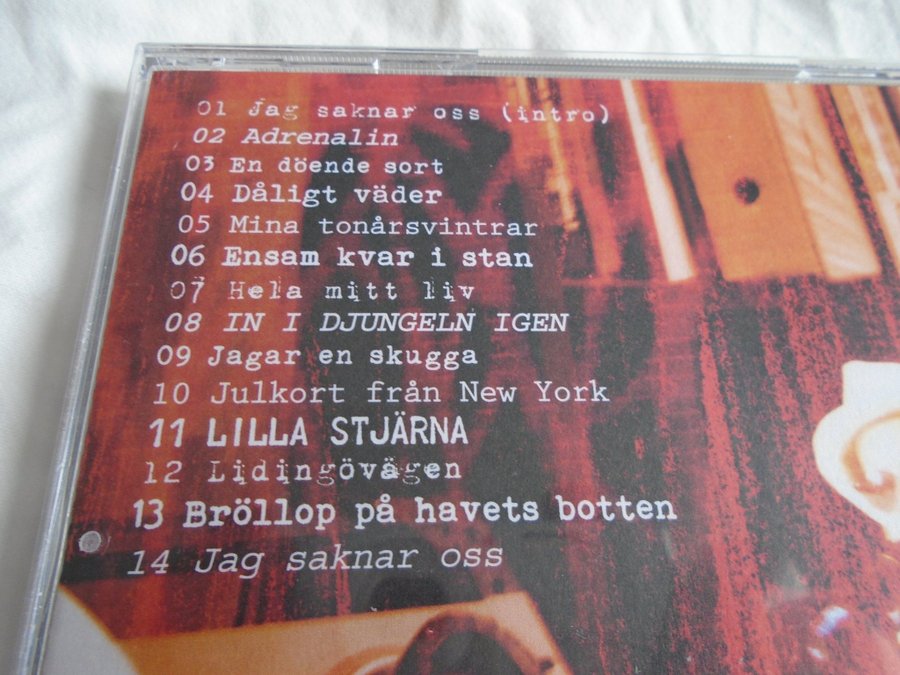 01 Jag saknar oss (intro)
02 Adrenalin
03 En döende sort
04 Dåligt väder
05 Mina tonårsvintrar
06 Ensam kvar i stan
07 Hela mitt liv
08 IN I DJUNGELN IGEN
09 Jagar en skugga
10 Julkort från New York
11 LILLA STJÄRNA
12 Lidingövägen
13 Bröllop på havets botten
14 Jag saknar oss